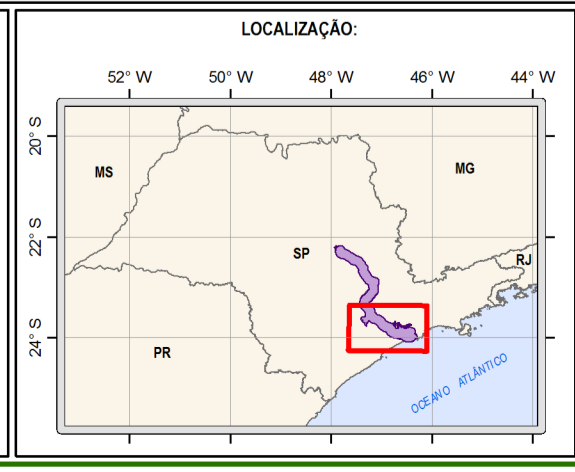 LOCALIZAÇÃO:
52° W 50° W 48° W 46° W 44° W
20° S
MS
MG
22° S
SP
RJ
24° S
PR
OCEANO ATLÂNTICO